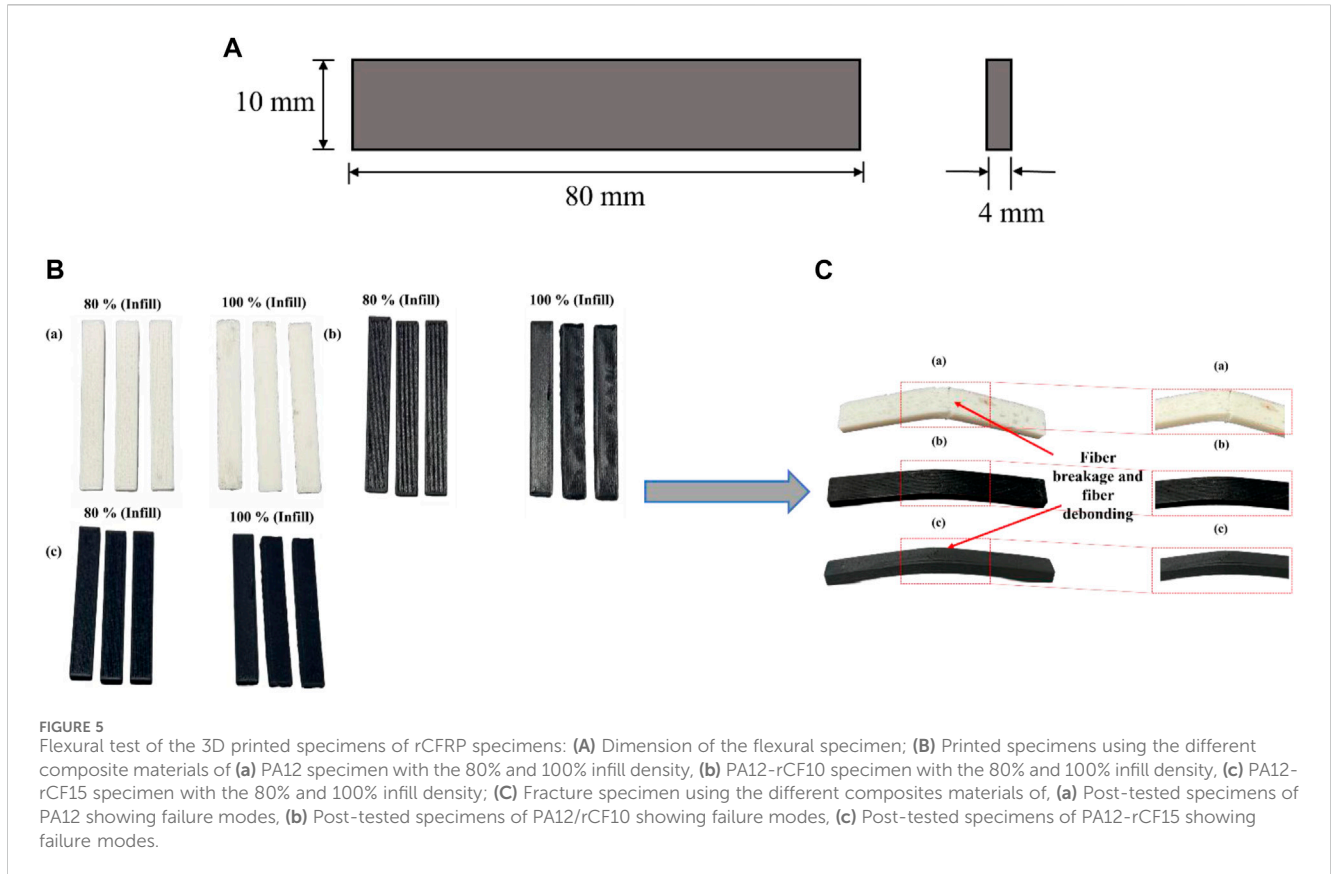 A
10 mm
80 mm
4 mm
B
80 % (Infill)
100 % (Infill)
80 % (Infill)
100 % (Infill)
(a)
(b)
80 % (Infill)
100 % (Infill)
(c)
C
(a)
(a)
(b)
(b)
Fiber
breakage and
fiber
debonding
(c)
(c)
FIGURE 5
Flexural test of the 3D printed specimens of rCFRP specimens: (A) Dimension of the flexural specimen; (B) Printed specimens using the different
composite materials of (a) PA12 specimen with the 80% and 100% infill density, (b) PA12-rCF10 specimen with the 80% and 100% infill density, (c) PA12-
rCF15 specimen with the 80% and 100% infill density; (C) Fracture specimen using the different composites materials of, (a) Post-tested specimens of
PA12 showing failure modes, (b) Post-tested specimens of PA12/rCF10 showing failure modes, (c) Post-tested specimens of PA12-rCF15 showing
failure modes.